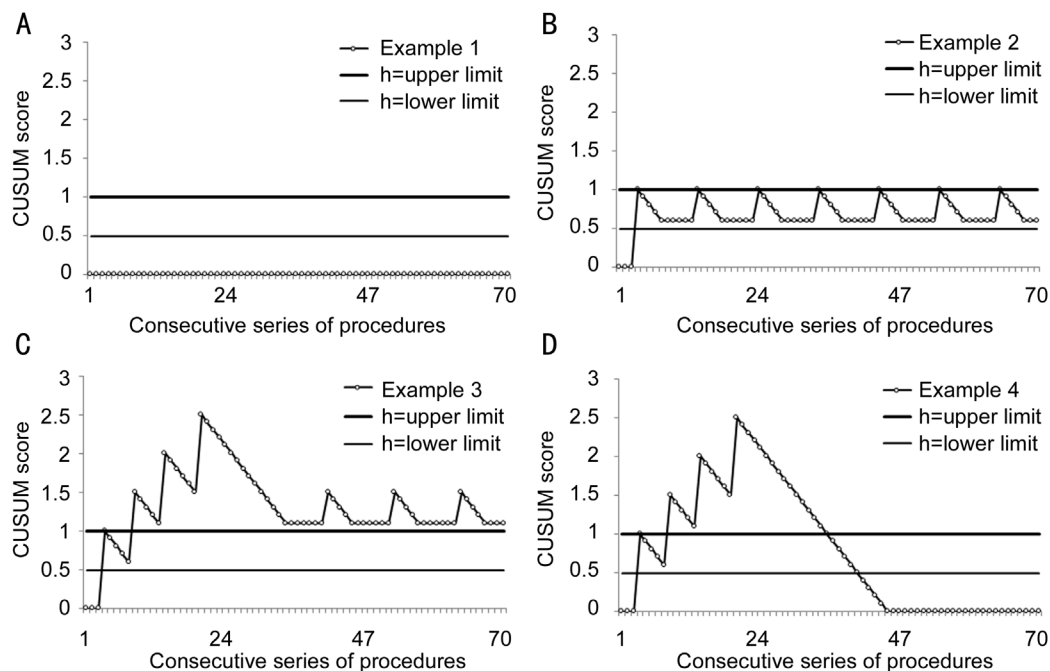 A
CUSUM score
3
2.5
2
1.5
1
0.5
0
Example 1
h=upper limit
h=lower limit
1 24 47 70
Consecutive series of procedures
B
CUSUM score
3
2.5
2
1.5
1
0.5
0
Example 2
h=upper limit
h=lower limit
1 24 47 70
Consecutive series of procedures
C
CUSUM score
3
2.5
2
1.5
1
0.5
0
Example 3
h=upper limit
h=lower limit
1 24 47 70
Consecutive series of procedures
D
CUSUM score
3
2.5
2
1.5
1
0.5
0
Example 4
h=upper limit
h=lower limit
1 24 47 70
Consecutive series of procedures